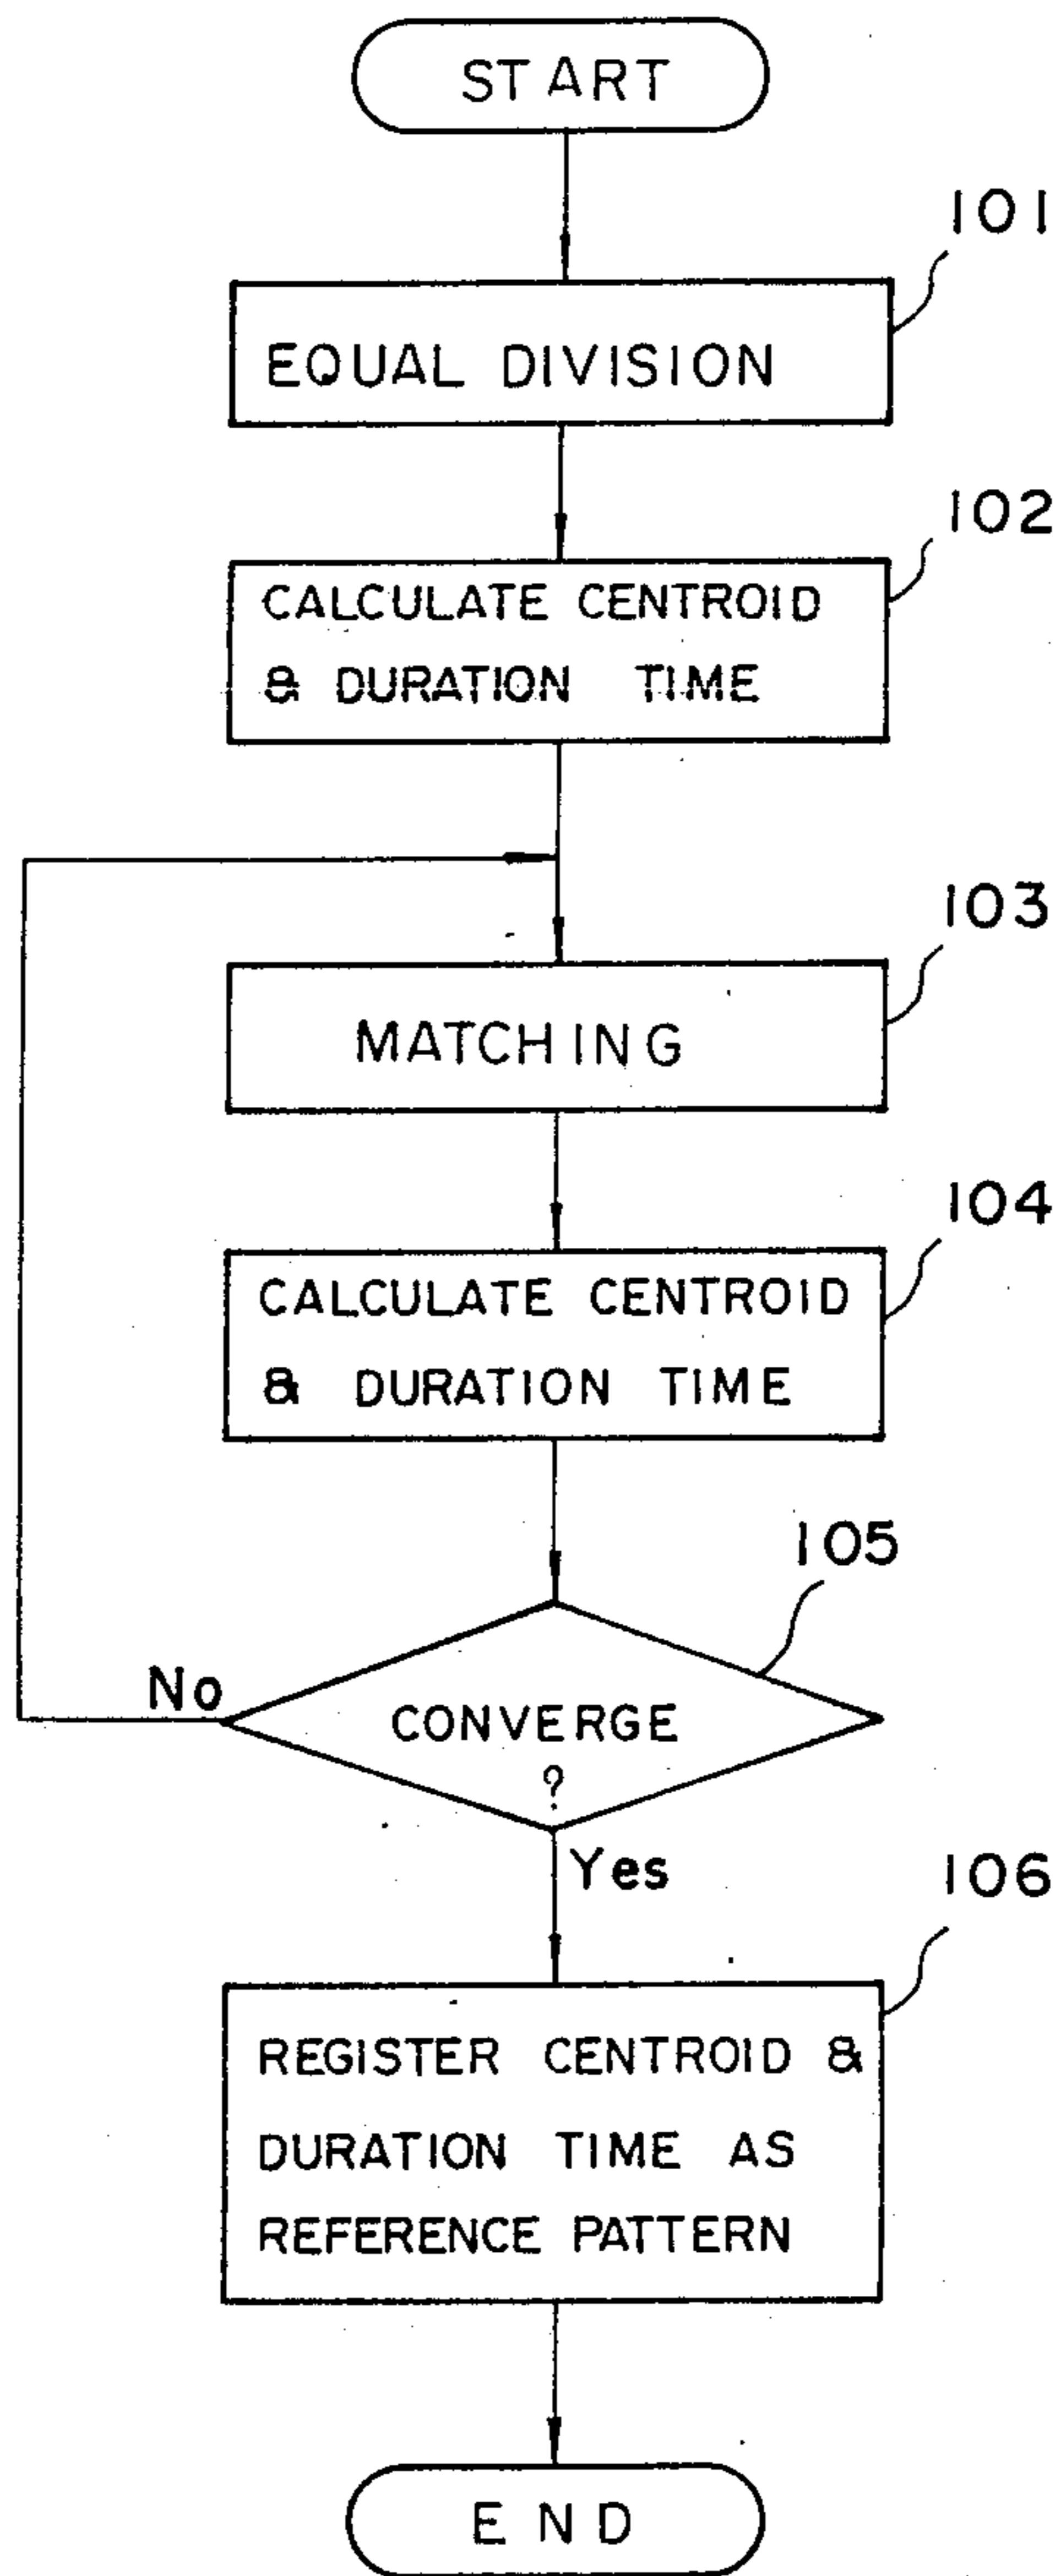 START
101
EQUAL DIVISION
102
CALCULATE CENTROID
& DURATION TIME
103
MATCHING
104
CALCULATE CENTROID
& DURATION TIME
105
No
CONVERGE
?
Yes
106
REGISTER CENTROID &
DURATION TIME AS
REFERENCE PATTERN
END